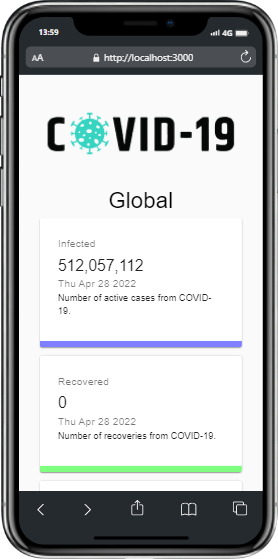 13:59
4G
AA
http://localhost:3000
COVID-19
Global
Infected
512,057,112
Thu Apr 28 2022
Number of active cases from COVID-
19.
Recovered
0
Thu Apr 28 2022
Number of recoveries from COVID-19.